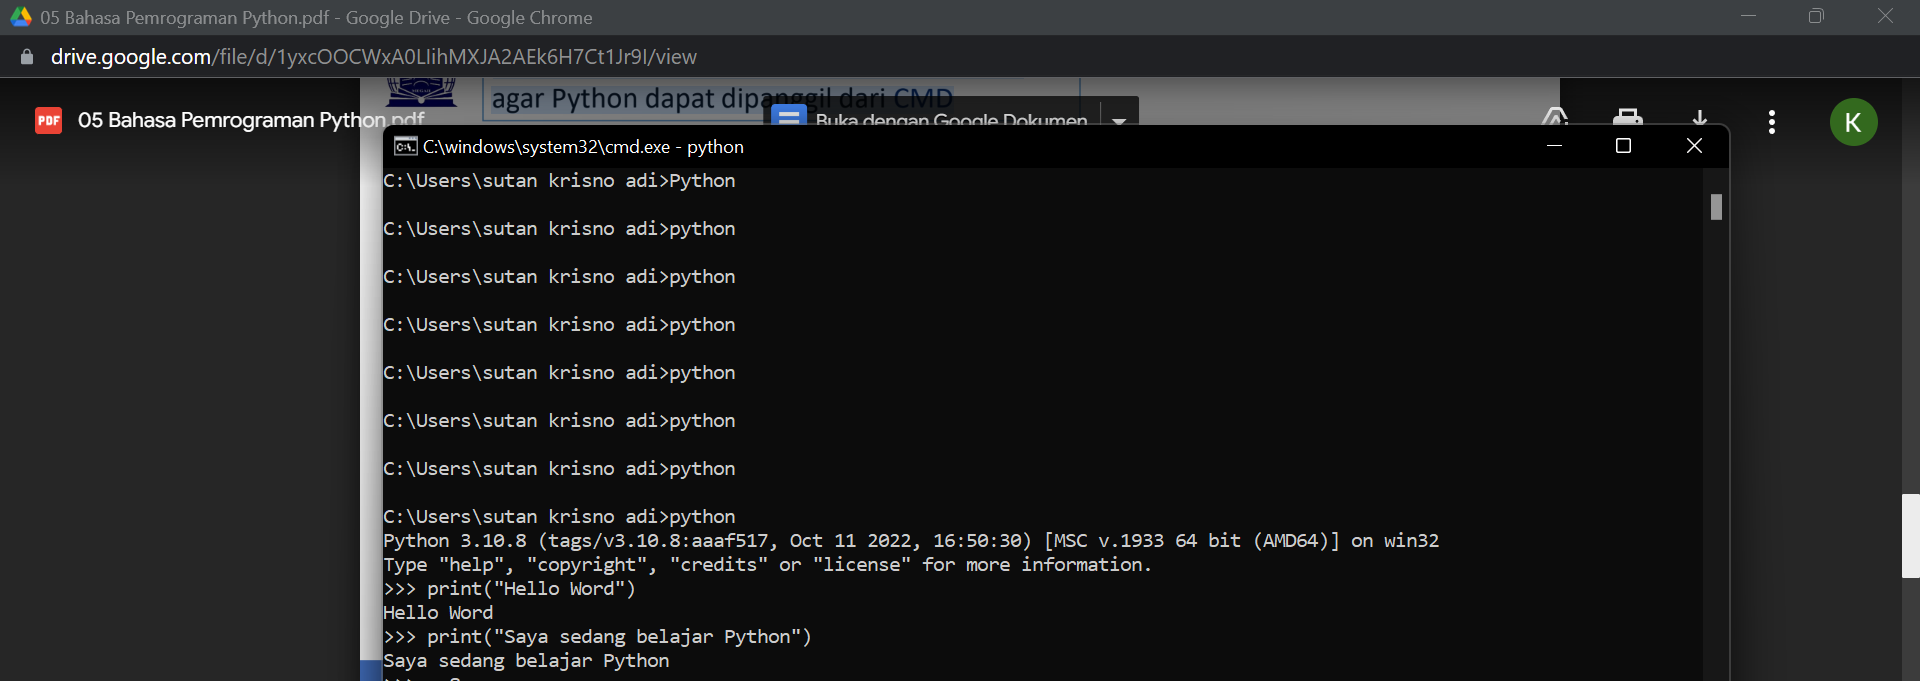 05 Bahasa Pemrograman Python.pdf - Google Drive - Google Chrome
drive.google.com/file/d/1yxcOOCWxA0LlihMXJA2AEk6H7Ct1Jr9l/view
agar Python dapat dipanggil dari CMD
PDF 05 Bahasa Pemrograman Python.pdf
Buka dengan Google Dokumen
K
C:\windows\system32\cmd.exe - python
C:\Users\sutan krisno adi>Python
C:\Users\sutan krisno adi>python
C:\Users\sutan krisno adi>python
C:\Users\sutan krisno adi>python
C:\Users\sutan krisno adi>python
C:\Users\sutan krisno adi>python
C:\Users\sutan krisno adi>python
C:\Users\sutan krisno adi>python
Python 3.10.8 (tags/v3.10.8:aaaf517, Oct 11 2022, 16:50:30) [MSC v.1933 64 bit (AMD64)] on win32
Type "help", "copyright", "credits" or "license" for more information.
>>> print("Hello Word")
Hello Word
>>> print("Saya sedang belajar Python")
Saya sedang belajar Python